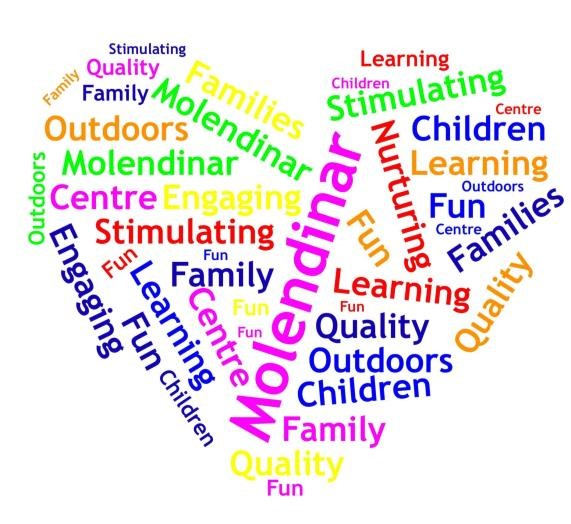 Stimulating
Quality
Family
Family
Families
Molendinar
Outdoors
Molendinar
Outdoors
Centre
Engaging
Stimulating
Engaging
Fun
Fun
Family
Learning
Centre
Fun
Fun
Fun
Children
Molendinar
Learning
Children
Stimulating
Centre
Children
Nurturing
Learning
Outdoors
Fun
Centre
Families
Fun
Learning
Quality
Fun
Quality
Outdoors
Children
Family
Quality
Fun